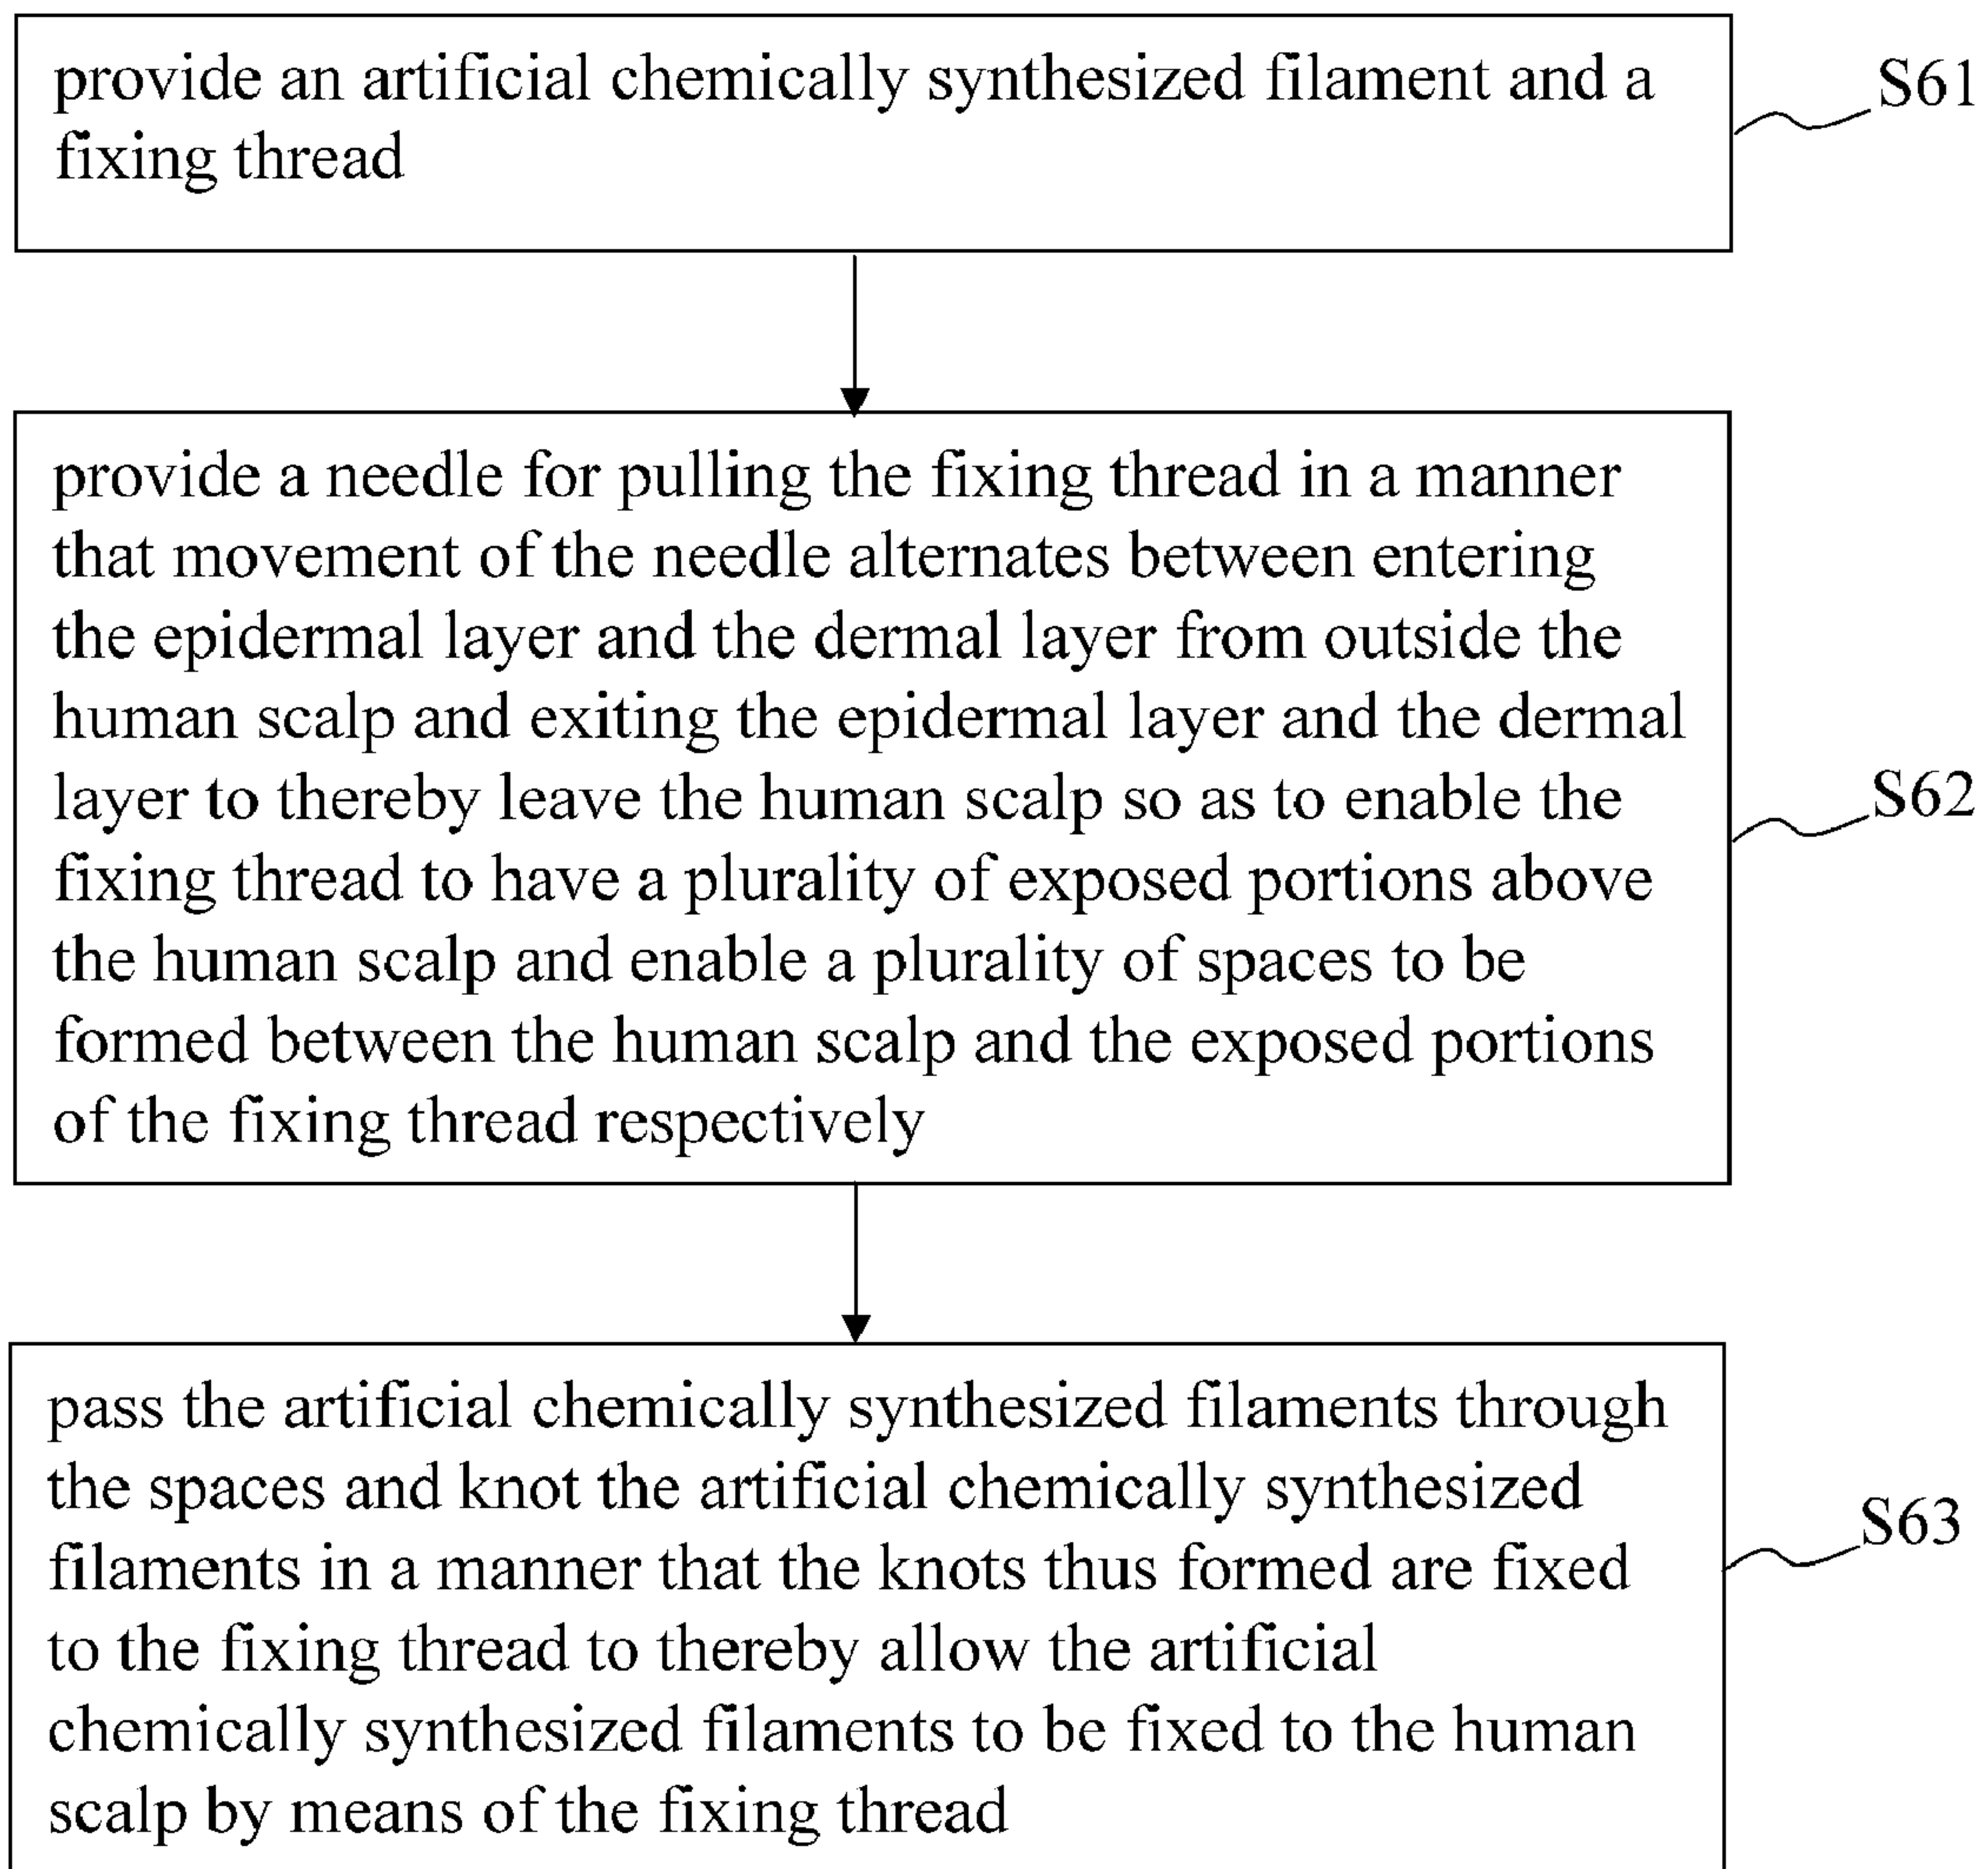 provide an artificial chemically synthesized filament and a
fixing thread
S61
provide a needle for pulling the fixing thread in a manner
that movement of the needle alternates between entering
the epidermal layer and the dermal layer from outside the
human scalp and exiting the epidermal layer and the dermal
layer to thereby leave the human scalp so as to enable the
fixing thread to have a plurality of exposed portions above
the human scalp and enable a plurality of spaces to be
formed between the human scalp and the exposed portions
of the fixing thread respectively
S62
pass the artificial chemically synthesized filaments through
the spaces and knot the artificial chemically synthesized
filaments in a manner that the knots thus formed are fixed
to the fixing thread to thereby allow the artificial
chemically synthesized filaments to be fixed to the human
scalp by means of the fixing thread
S63